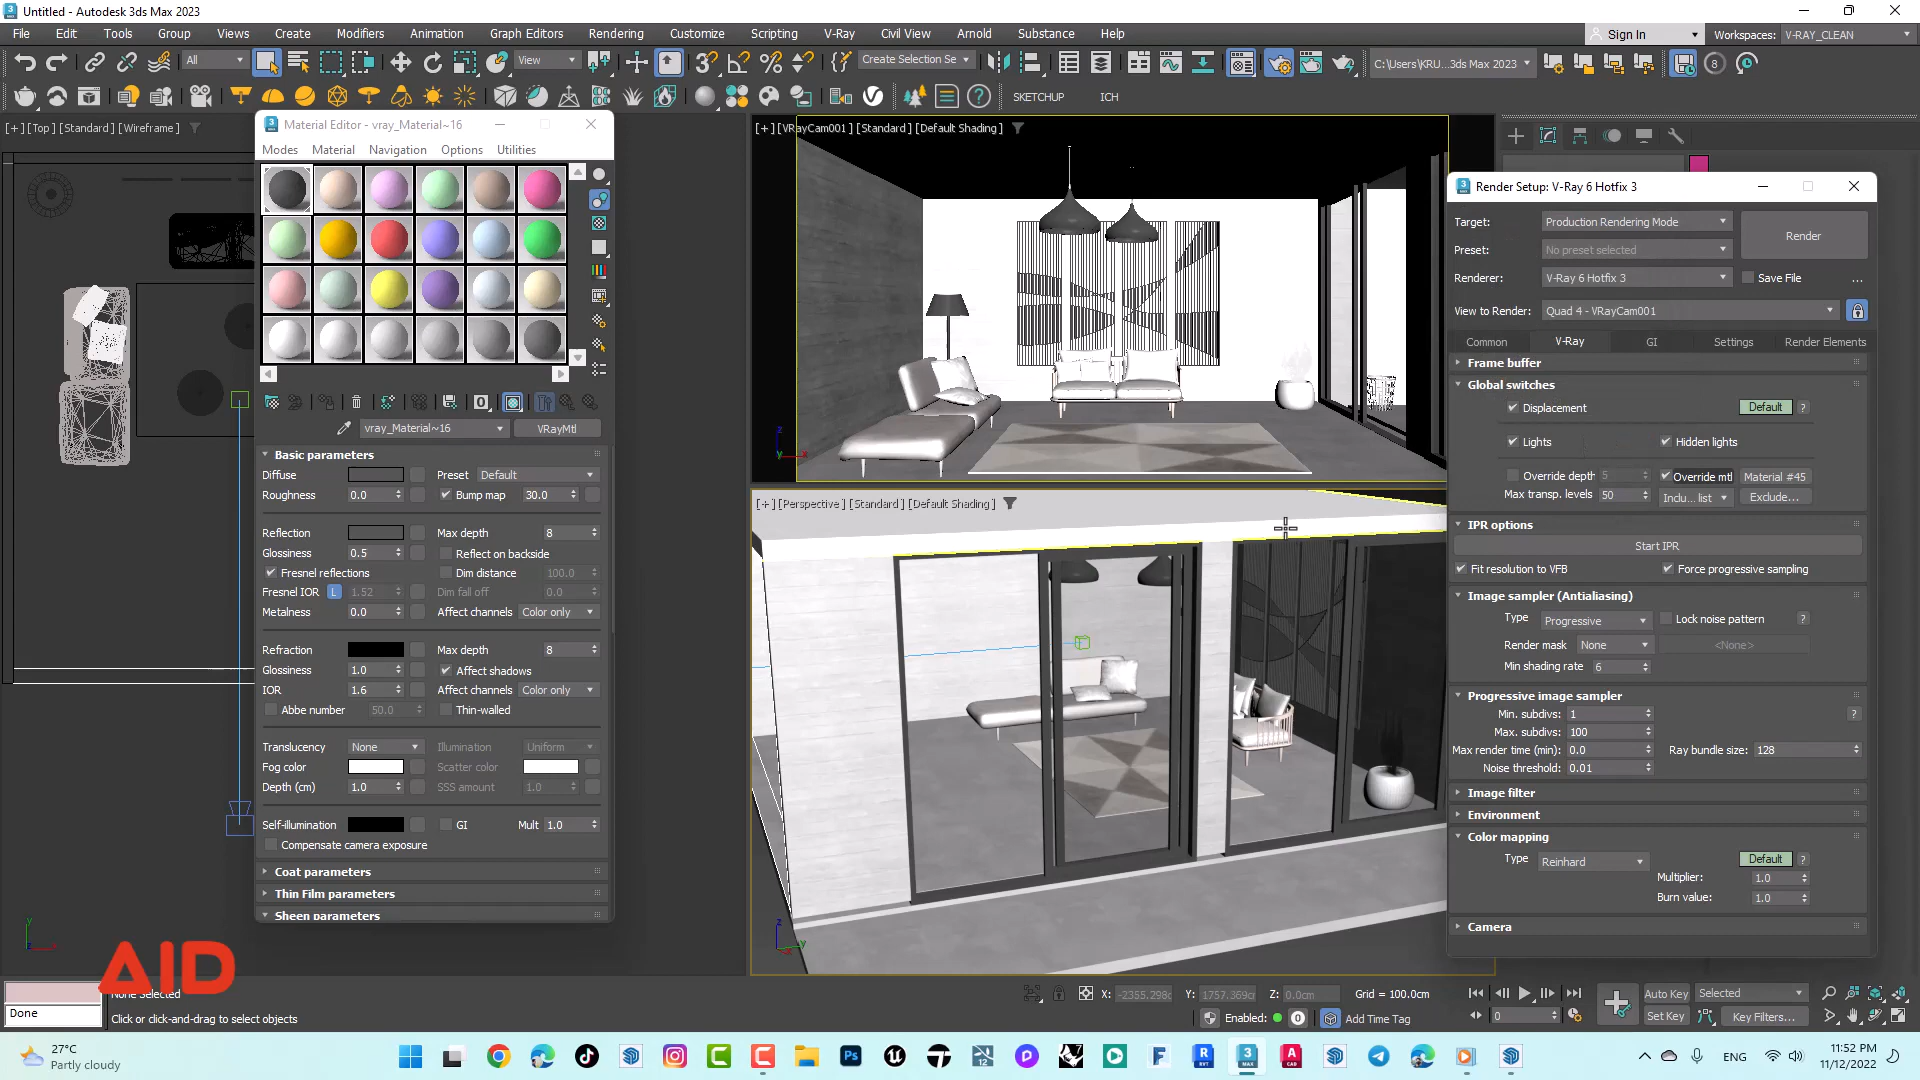 Untitled - Autodesk 3ds Max 2023
File Edit Tools Group Views Create Modifiers Animation Graph Editors Rendering Customize Scripting V-Ray Civil View Arnold Substance Help
Sign In Workspaces: V-RAY_CLEAN
All View Create Selection Se C:\Users\KRU...3ds Max 2023 8
SKETCHUP ICH
[+] [Top] [Standard] [Wireframe]
Material Editor - vray_Material~16
Modes Material Navigation Options Utilities
vray_Material~16 VRayMtl
Basic parameters
Diffuse Preset Default
Roughness 0.0 Bump map 30.0
Reflection Max depth 8
Glossiness 0.5 Reflect on backside
Fresnel reflections Dim distance 100.0
Fresnel IOR L 1.52 Dim fall off 0.0
Metalness 0.0 Affect channels Color only
Refraction Max depth 8
Glossiness 1.0 Affect shadows
IOR 1.6 Affect channels Color only
Abbe number 50.0 Thin-walled
Translucency None Illumination Uniform
Fog color Scatter color
Depth (cm) 1.0 SSS amount 1.0
Self-illumination GI Mult 1.0
Compensate camera exposure
Coat parameters
Thin Film parameters
Sheen parameters
[+] [VRayCam001] [Standard] [Default Shading]
[+] [Perspective] [Standard] [Default Shading]
Render Setup: V-Ray 6 Hotfix 3
Target: Production Rendering Mode Render
Preset: No preset selected
Renderer: V-Ray 6 Hotfix 3 Save File ...
View to Render: Quad 4 - VRayCam001
Common V-Ray GI Settings Render Elements
Frame buffer
Global switches
Displacement Default ?
Lights Hidden lights
Override depth 5 Override mtl Material #45
Max transp. levels 50 Inclu... list Exclude...
IPR options
Start IPR
Fit resolution to VFB Force progressive sampling
Image sampler (Antialiasing)
Type Progressive Lock noise pattern ?
Render mask None <None>
Min shading rate 6
Progressive image sampler
Min. subdivs: 1 ?
Max. subdivs: 100
Max render time (min): 0.0 Ray bundle size: 128
Noise threshold: 0.01
Image filter
Environment
Color mapping
Type Reinhard Default ?
Multiplier: 1.0
Burn value: 1.0
Camera
AID
None Selected
Done
Click or click-and-drag to select objects
X: -2355.298c Y: 1757.369c Z: 0.0cm Grid = 100.0cm
Enabled: 0 Add Time Tag
Auto Key Selected
0 Set Key Key Filters...
27°C
Partly cloudy
ENG
11:52 PM
11/12/2022